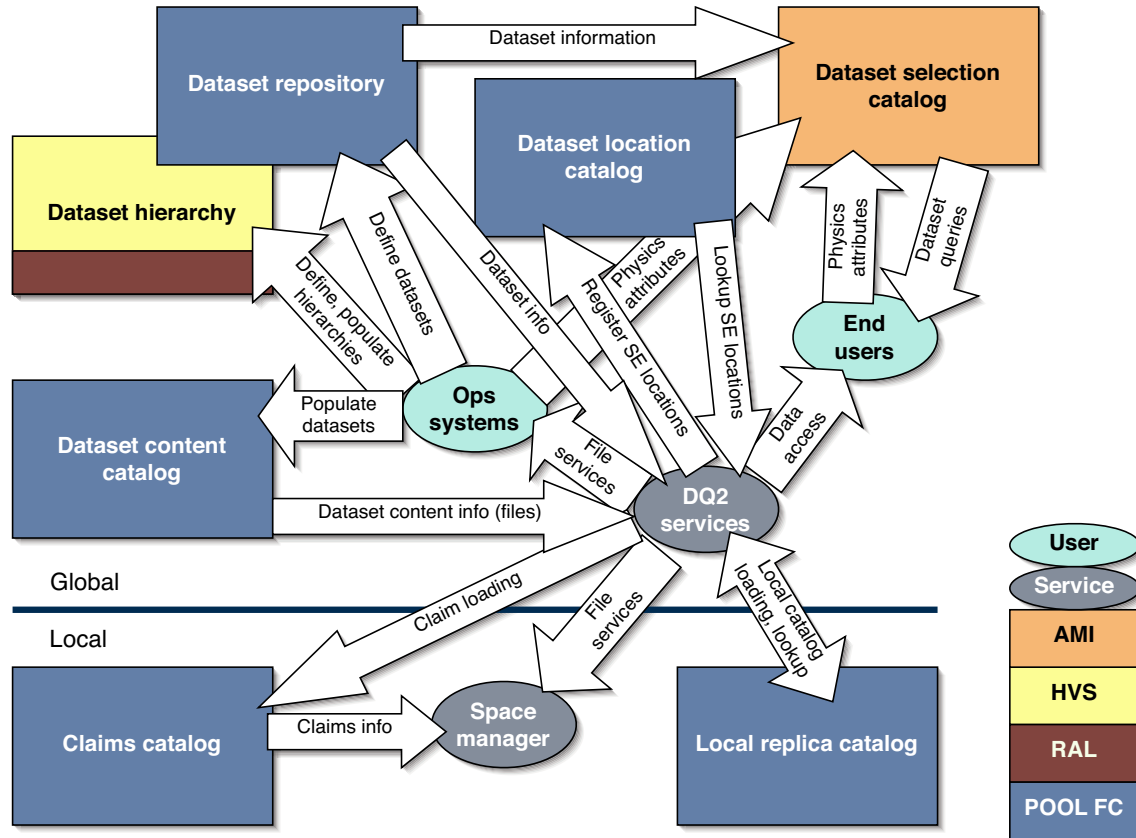 Dataset information
Dataset repository
Dataset selection
catalog
Dataset location
catalog
Dataset hierarchy
Define, populate
hierarchies
Define datasets
Dataset info
Physics
attributes
Register SE locations
Lookup SE locations
Physics
attributes
Dataset
queries
End
users
Ops
systems
Populate
datasets
Dataset content
catalog
File
services
Data
access
DQ2
services
Dataset content info (files)
Global
Local
Claim loading
File
services
Local catalog
loading, lookup
Claims catalog
Claims info
Space
manager
Local replica catalog
User
Service
AMI
HVS
RAL
POOL FC